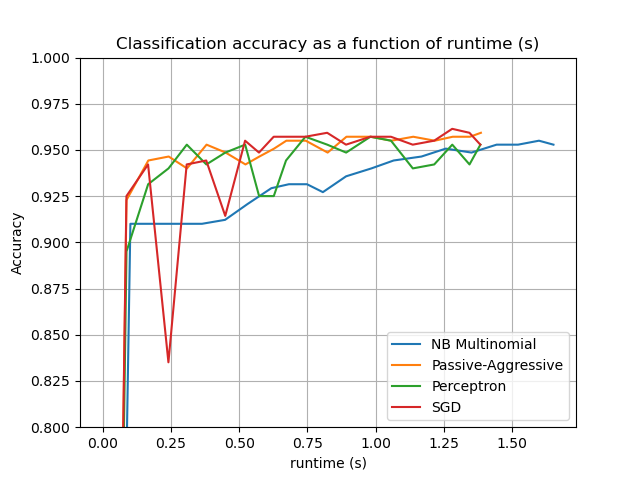 Classification accuracy as a function of runtime (s)
1.000
0.975
0.950
0.925
0.900
0.875
0.850
0.825
0.800
Accuracy
NB Multinomial
Passive-Aggressive
Perceptron
SGD
0.00 0.25 0.50 0.75 1.00 1.25 1.50
runtime (s)